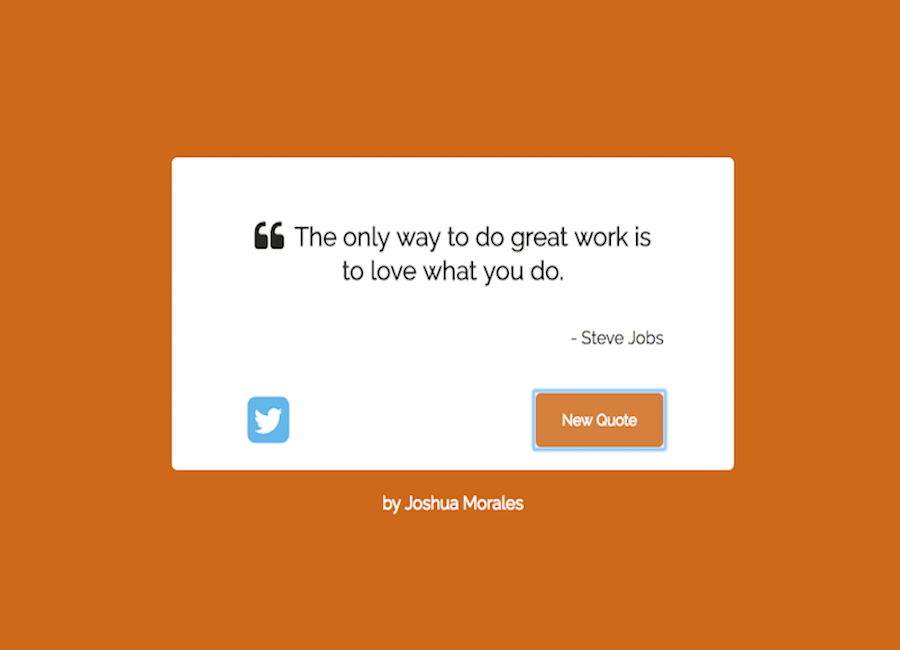 “ The only way to do great work is
to love what you do.
- Steve Jobs
New Quote
by Joshua Morales